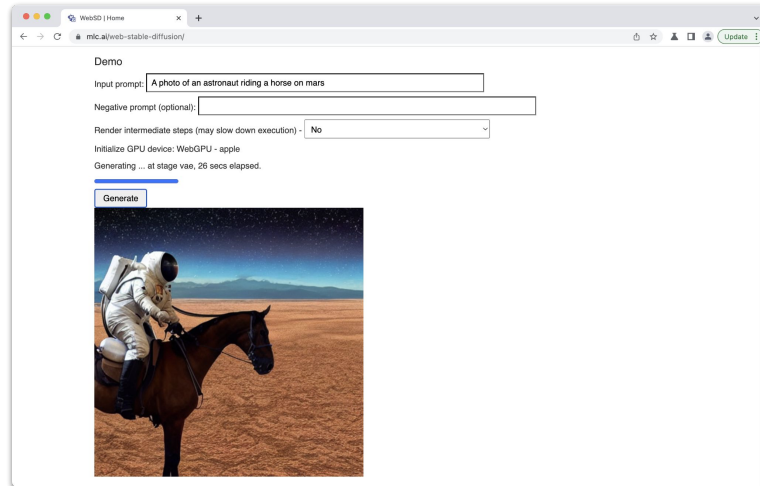 WebSD | Home
mlc.ai/web-stable-diffusion/
Update
Demo
Input prompt: A photo of an astronaut riding a horse on mars
Negative prompt (optional):
Render intermediate steps (may slow down execution) - No
Initialize GPU device: WebGPU - apple
Generating ... at stage vae, 26 secs elapsed.
Generate